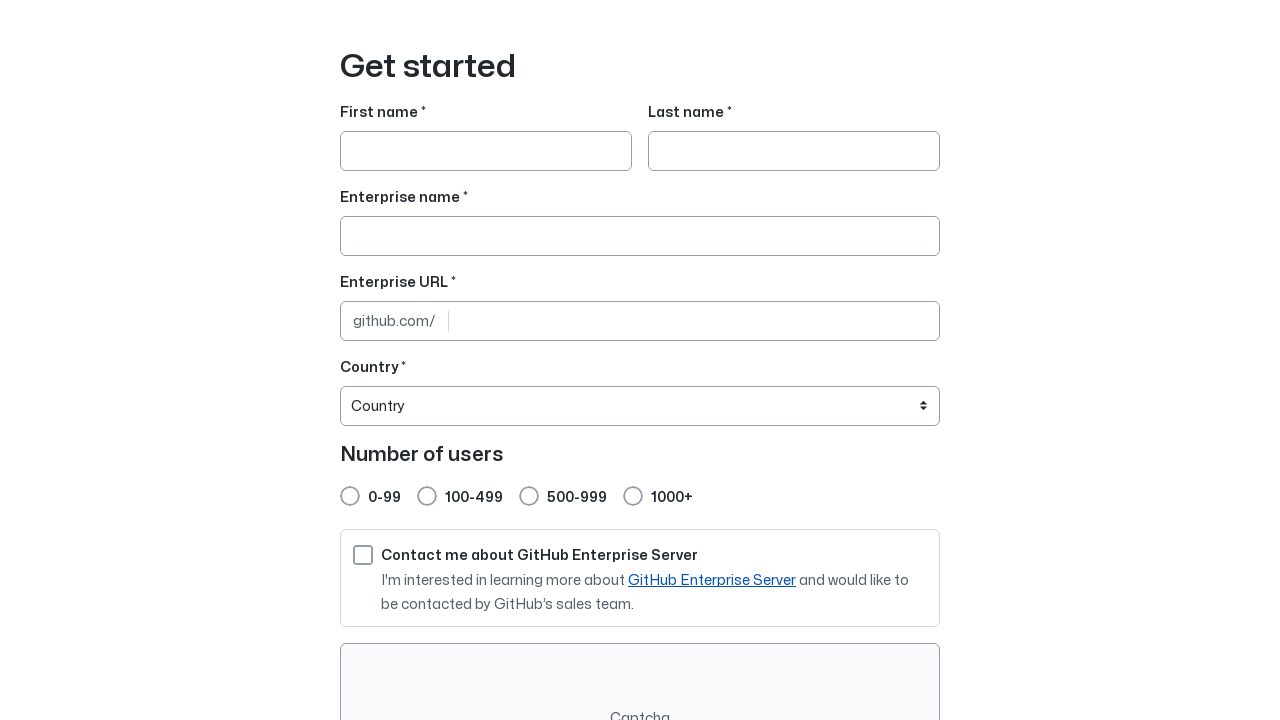 Get started
First name *
Last name *
Enterprise name *
Enterprise URL *
github.com/
Country *
Country
Number of users
0-99
100-499
500-999
1000+
Contact me about GitHub Enterprise Server
I'm interested in learning more about GitHub Enterprise Server and would like to
be contacted by GitHub's sales team.
Captcha